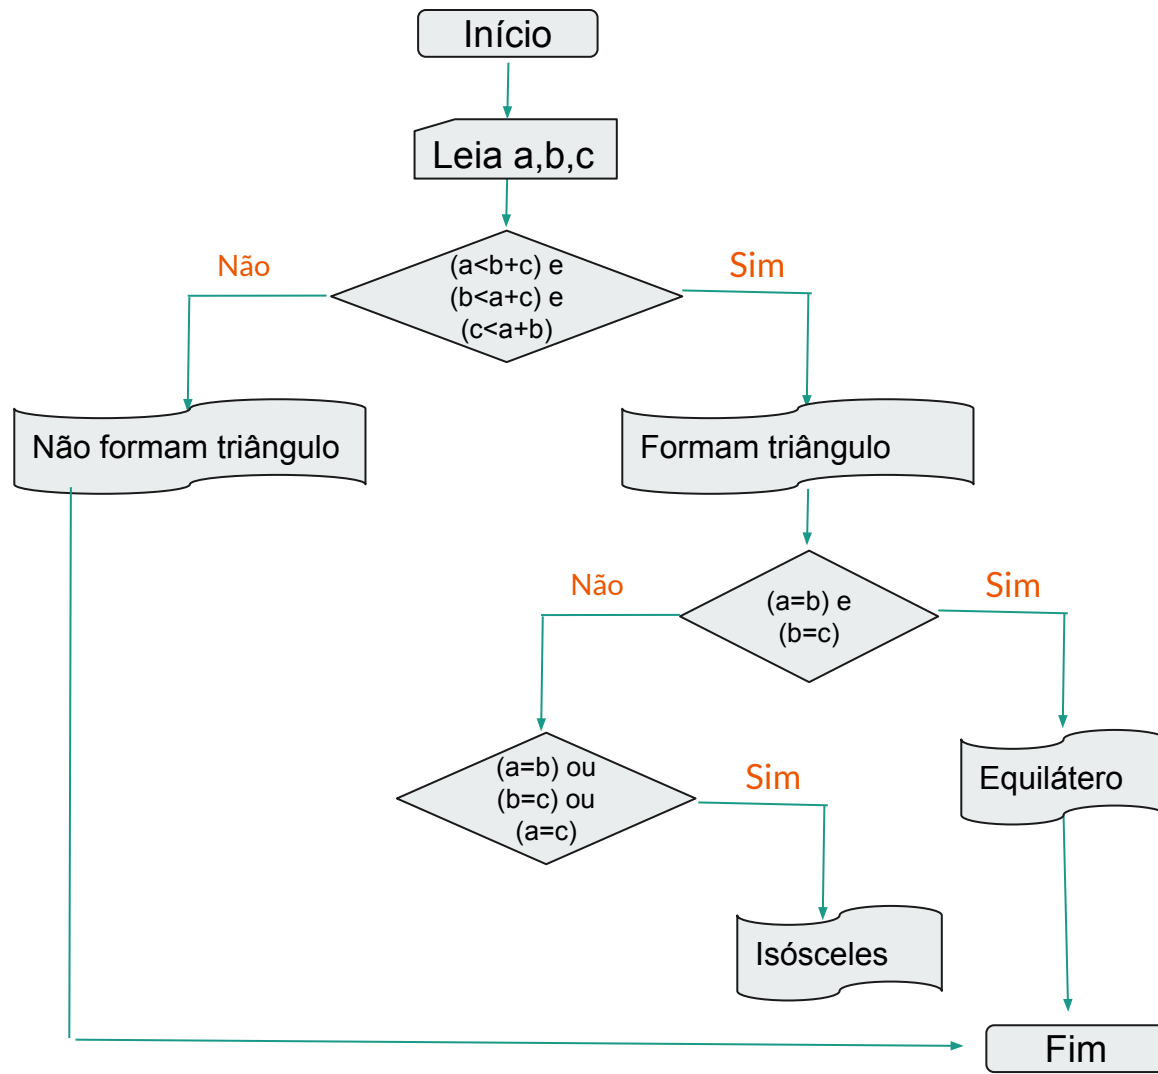 Início
Leia a,b,c
Não
(a<b+c) e
(b<a+c) e
(c<a+b)
Sim
Não formam triângulo
Formam triângulo
Não
(a=b) e
(b=c)
Sim
(a=b) ou
(b=c) ou
(a=c)
Sim
Equilátero
Isósceles
Fim